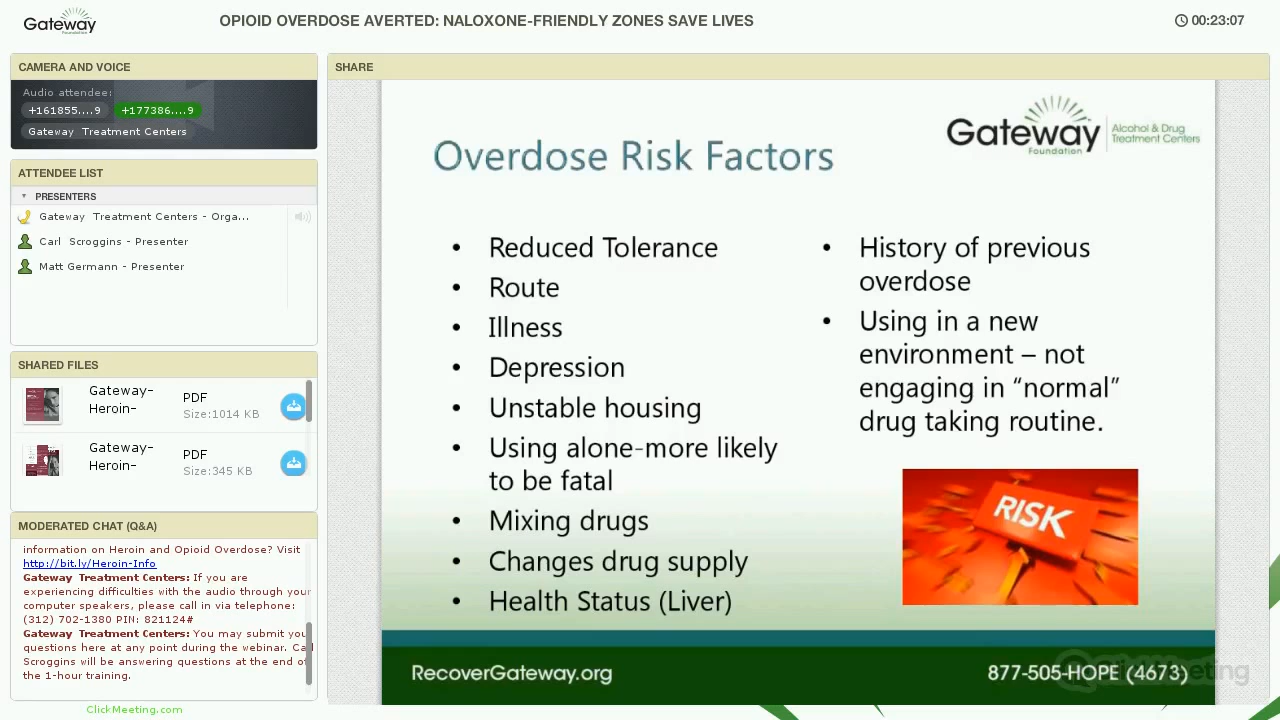 Gateway
Foundation
OPIOID OVERDOSE AVERTED: NALOXONE-FRIENDLY ZONES SAVE LIVES
00:23:07
CAMERA AND VOICE
Audio attendee:
+161855....9 +177386....9
Gateway Treatment Centers
ATTENDEE LIST
PRESENTERS
Gateway Treatment Centers - Orga...
Carl Scroggins - Presenter
Matt Germann - Presenter
SHARED FILES
Gateway-
Heroin-
PDF
Size:1014 KB
Gateway-
Heroin-
PDF
Size:345 KB
MODERATED CHAT (Q&A)
information on Heroin and Opioid Overdose? Visit
http://bit.ly/Heroin-Info
Gateway Treatment Centers: If you are
experiencing difficulties with the audio through your
computer speakers, please call in via telephone:
PIN: 821124#
Gateway Treatment Centers: You may submit you
questions at any point during the webinar.
Scroggins will be answering questions at the end of
the 1-hour training.
ClickMeeting.com
SHARE
Gateway
Foundation
Alcohol & Drug
Treatment Centers
Overdose Risk Factors
• Reduced Tolerance
• Route
• Illness
• Depression
• Unstable housing
• Using alone-more likely
to be fatal
• Mixing drugs
• Changes drug supply
• Health Status (Liver)
• History of previous
overdose
• Using in a new
environment – not
engaging in “normal”
drug taking routine.
RISK
RecoverGateway.org
877-505-HOPE (4673)